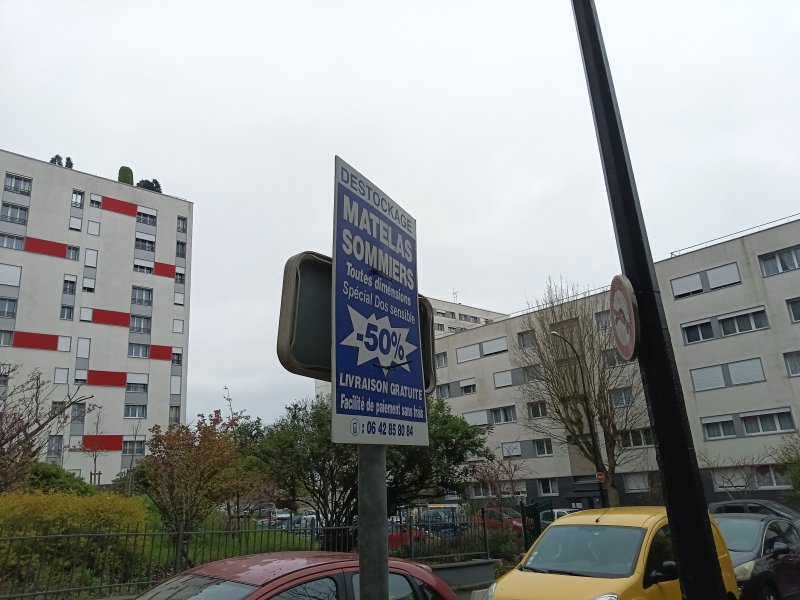 DESTOCKAGE
MATELAS
SOMMIERS
Toutes dimensions
Spécial Dos sensible
-50%
LIVRAISON GRATUITE
Facilité de paiement sans frais
: 06 42 85 80 84